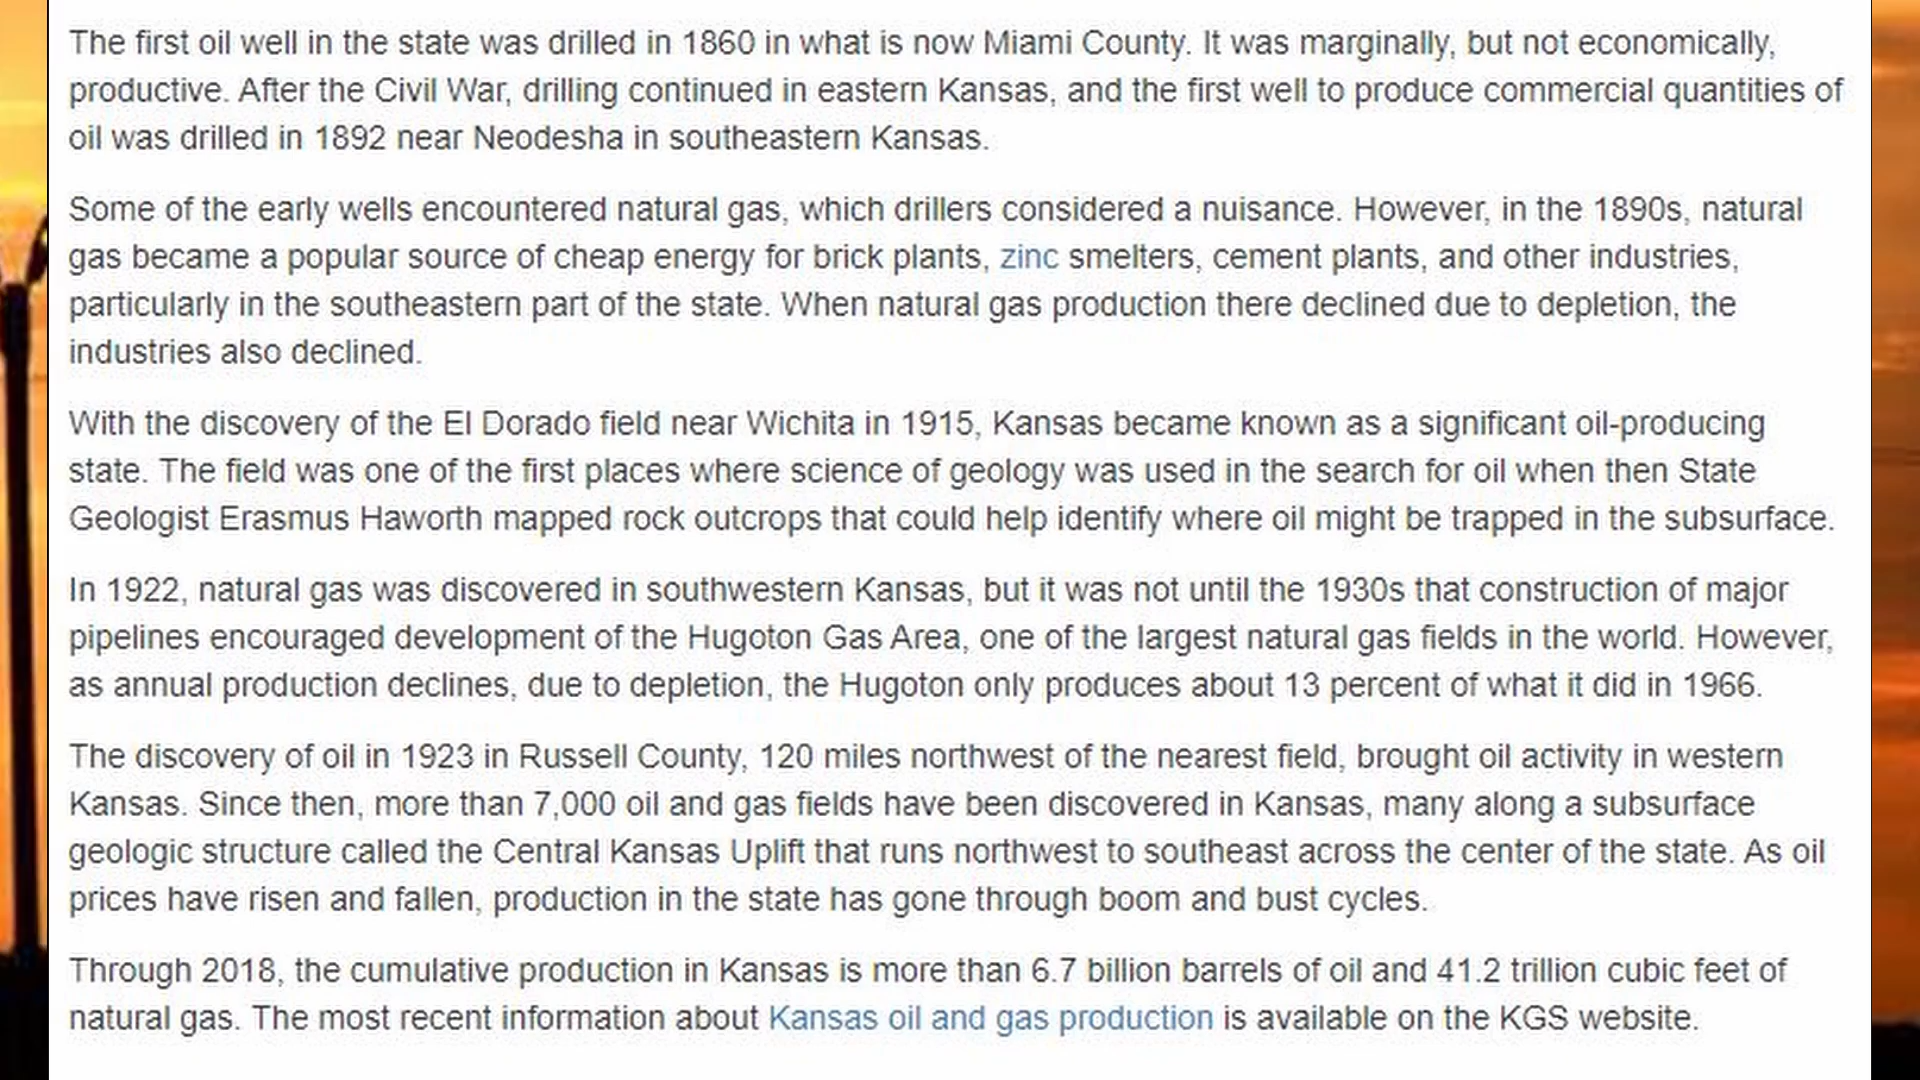 The first oil well in the state was drilled in 1860 in what is now Miami County. It was marginally, but not economically,
productive. After the Civil War, drilling continued in eastern Kansas, and the first well to produce commercial quantities of
oil was drilled in 1892 near Neodesha in southeastern Kansas.
Some of the early wells encountered natural gas, which drillers considered a nuisance. However, in the 1890s, natural
gas became a popular source of cheap energy for brick plants, zinc smelters, cement plants, and other industries,
particularly in the southeastern part of the state. When natural gas production there declined due to depletion, the
industries also declined.
With the discovery of the El Dorado field near Wichita in 1915, Kansas became known as a significant oil-producing
state. The field was one of the first places where science of geology was used in the search for oil when then State
Geologist Erasmus Haworth mapped rock outcrops that could help identify where oil might be trapped in the subsurface.
In 1922, natural gas was discovered in southwestern Kansas, but it was not until the 1930s that construction of major
pipelines encouraged development of the Hugoton Gas Area, one of the largest natural gas fields in the world. However,
as annual production declines, due to depletion, the Hugoton only produces about 13 percent of what it did in 1966.
The discovery of oil in 1923 in Russell County, 120 miles northwest of the nearest field, brought oil activity in western
Kansas. Since then, more than 7,000 oil and gas fields have been discovered in Kansas, many along a subsurface
geologic structure called the Central Kansas Uplift that runs northwest to southeast across the center of the state. As oil
prices have risen and fallen, production in the state has gone through boom and bust cycles.
Through 2018, the cumulative production in Kansas is more than 6.7 billion barrels of oil and 41.2 trillion cubic feet of
natural gas. The most recent information about Kansas oil and gas production is available on the KGS website.